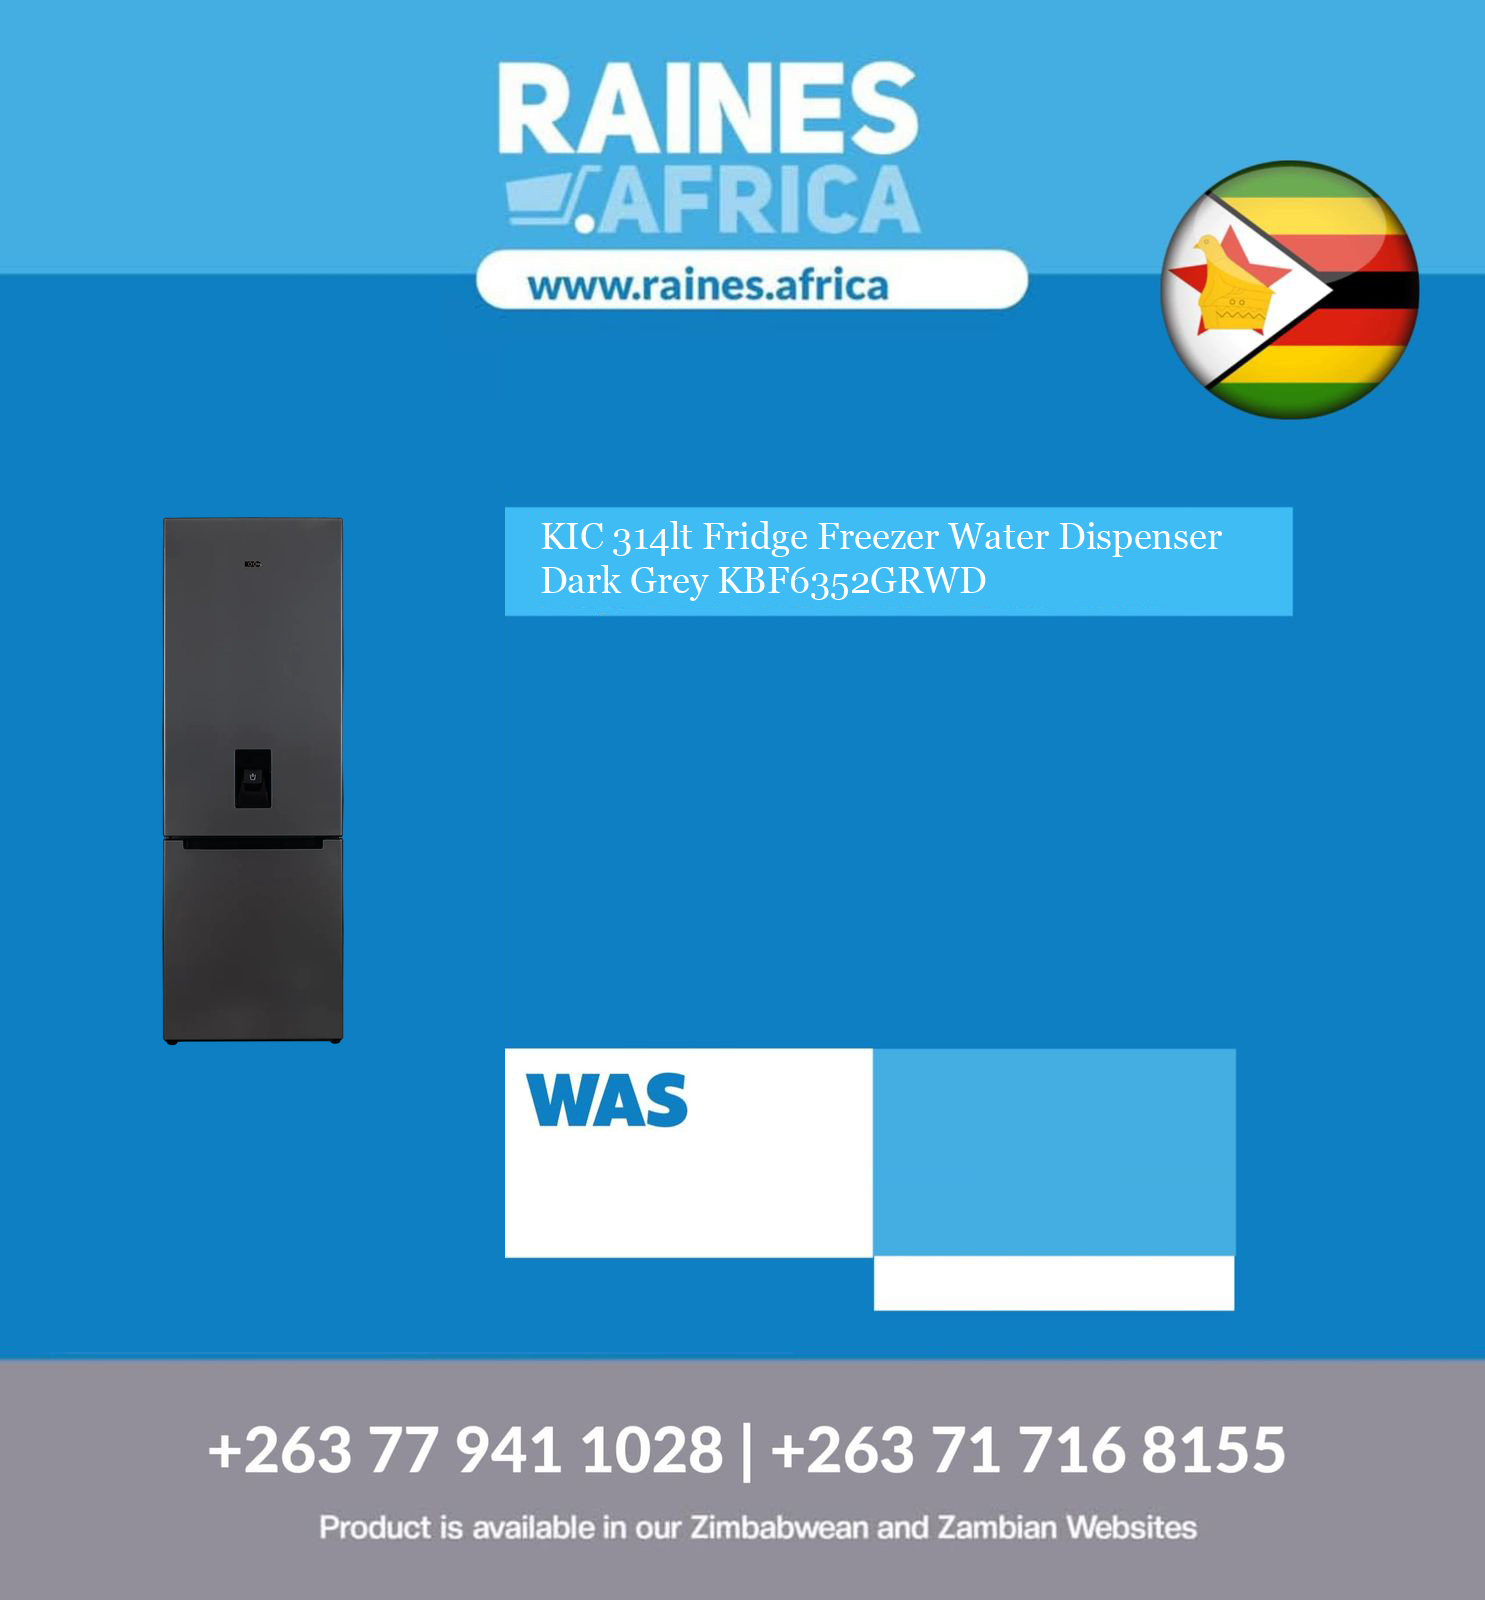 RAINES
.AFRICA
www.raines.africa
KIC 314lt Fridge Freezer Water Dispenser
Dark Grey KBF6352GRWD
WAS
+263 77 941 1028 | +263 71 716 8155
Product is available in our Zimbabwean and Zambian Websites